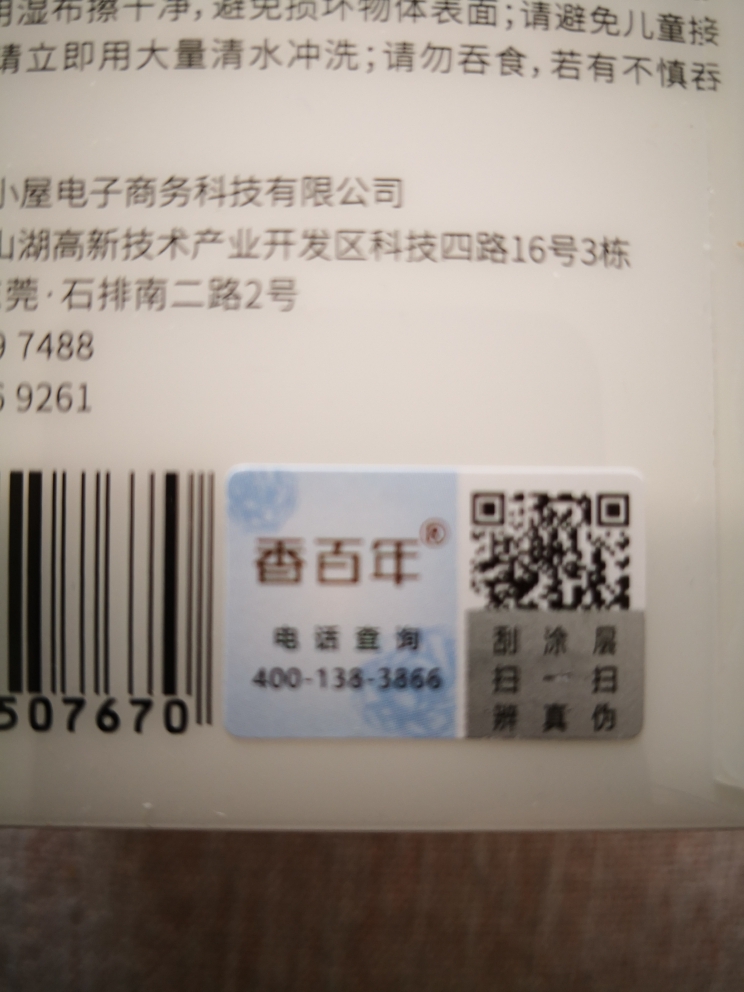 用湿布擦干净，避免损坏物体表面；请避免儿童接
请立即用大量清水冲洗；请勿吞食，若有不慎吞
小屋电子商务科技有限公司
山湖高新技术产业开发区科技四路16号3栋
莞·石排南二路2号
9 7488
6 9261
507670
香百年®
电话查询
400-138-3866
刮涂层
扫一扫
辨真伪